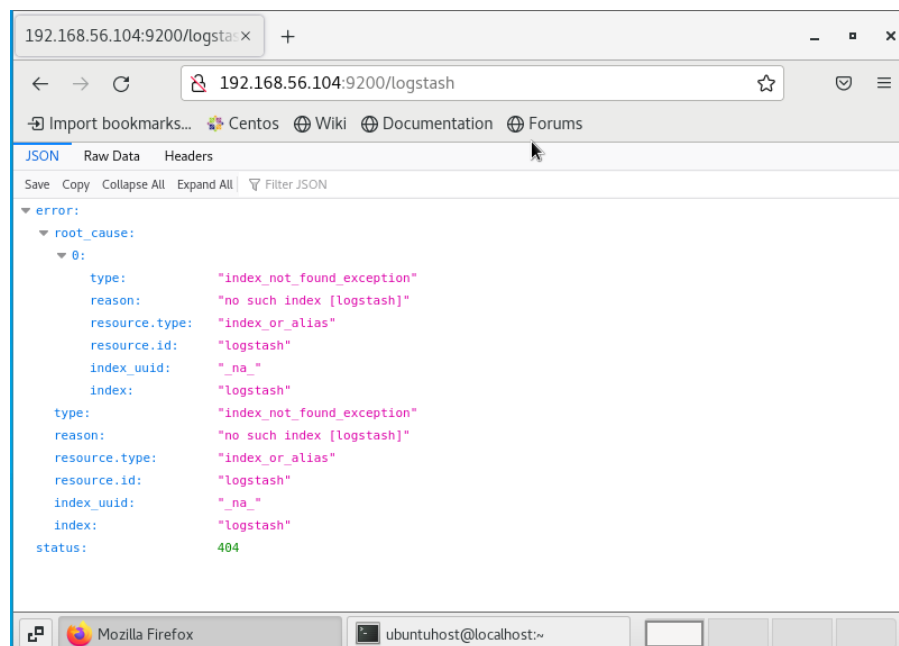 192.168.56.104:9200/logstas
192.168.56.104:9200/logstash
Import bookmarks... Centos Wiki Documentation Forums
JSON Raw Data Headers
Save Copy Collapse All Expand All Filter JSON
error:
root_cause:
0:
type: "index_not_found_exception"
reason: "no such index [logstash]"
resource.type: "index_or_alias"
resource.id: "logstash"
index_uuid: "_na_"
index: "logstash"
type: "index_not_found_exception"
reason: "no such index [logstash]"
resource.type: "index_or_alias"
resource.id: "logstash"
index_uuid: "_na_"
index: "logstash"
status: 404
Mozilla Firefox ubuntuhost@localhost:~